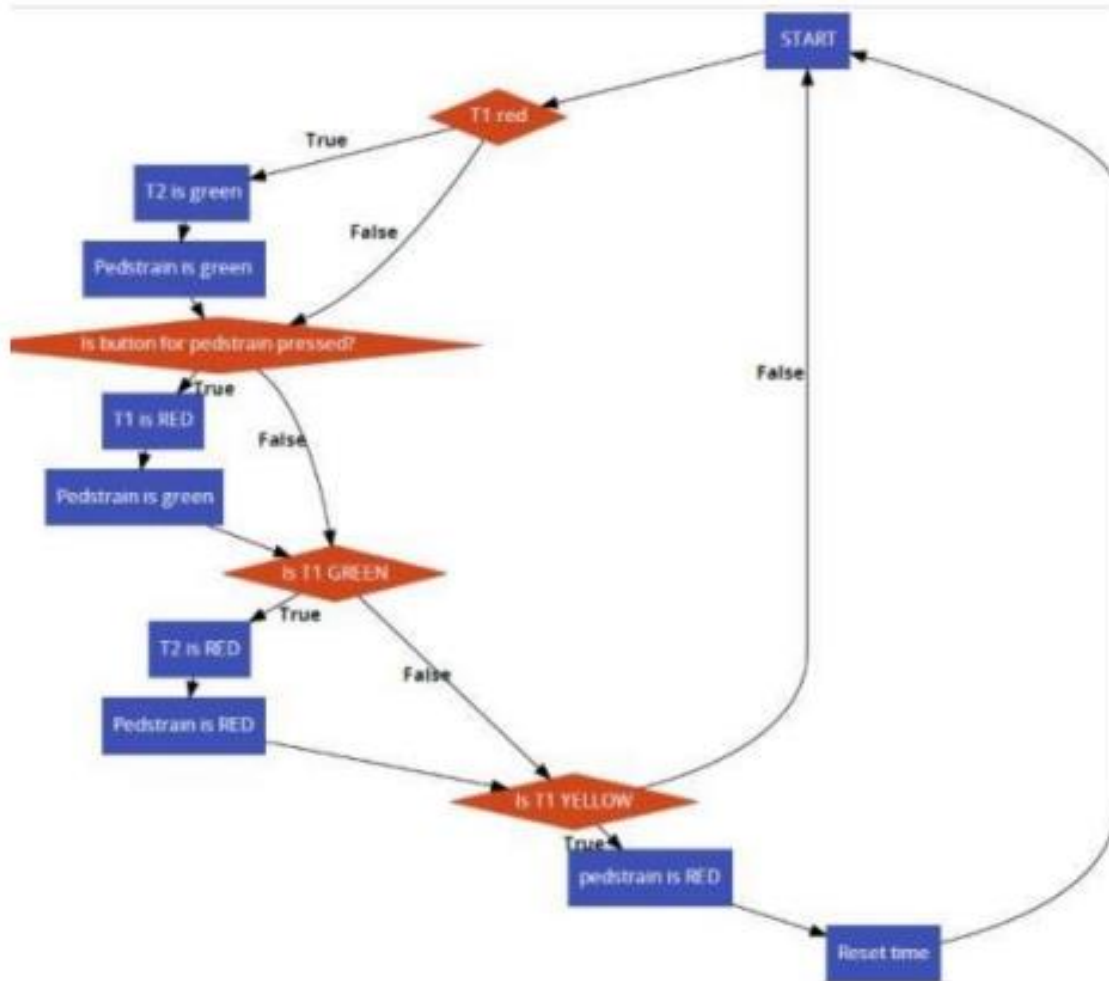 START
T1 red
True
T2 is green
False
Pedstrain is green
Is button for pedstrain pressed?
True
T1 is RED
False
Pedstrain is green
Is T1 GREEN
True
T2 is RED
False
Pedstrain is RED
False
Is T1 YELLOW
True
pedstrain is RED
Reset time